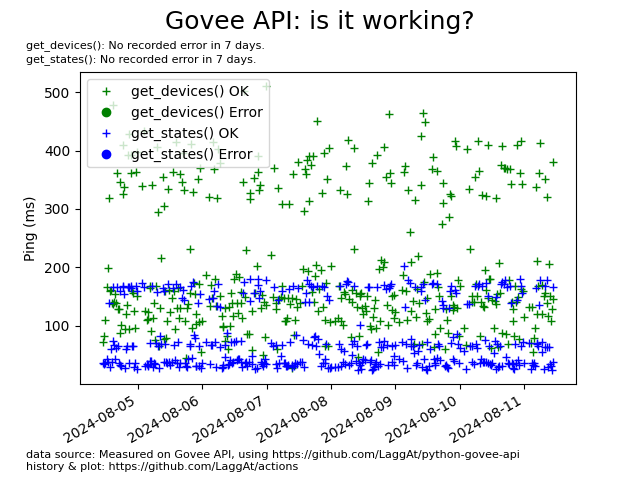 Govee API: is it working?
get_devices(): No recorded error in 7 days.
get_states(): No recorded error in 7 days.
get_devices() OK
get_devices() Error
get_states() OK
get_states() Error
Ping (ms)
500
400
300
200
100
2024-08-05
2024-08-06
2024-08-07
2024-08-08
2024-08-09
2024-08-10
2024-08-11
data source: Measured on Govee API, using https://github.com/LaggAt/python-govee-api
history & plot: https://github.com/LaggAt/actions